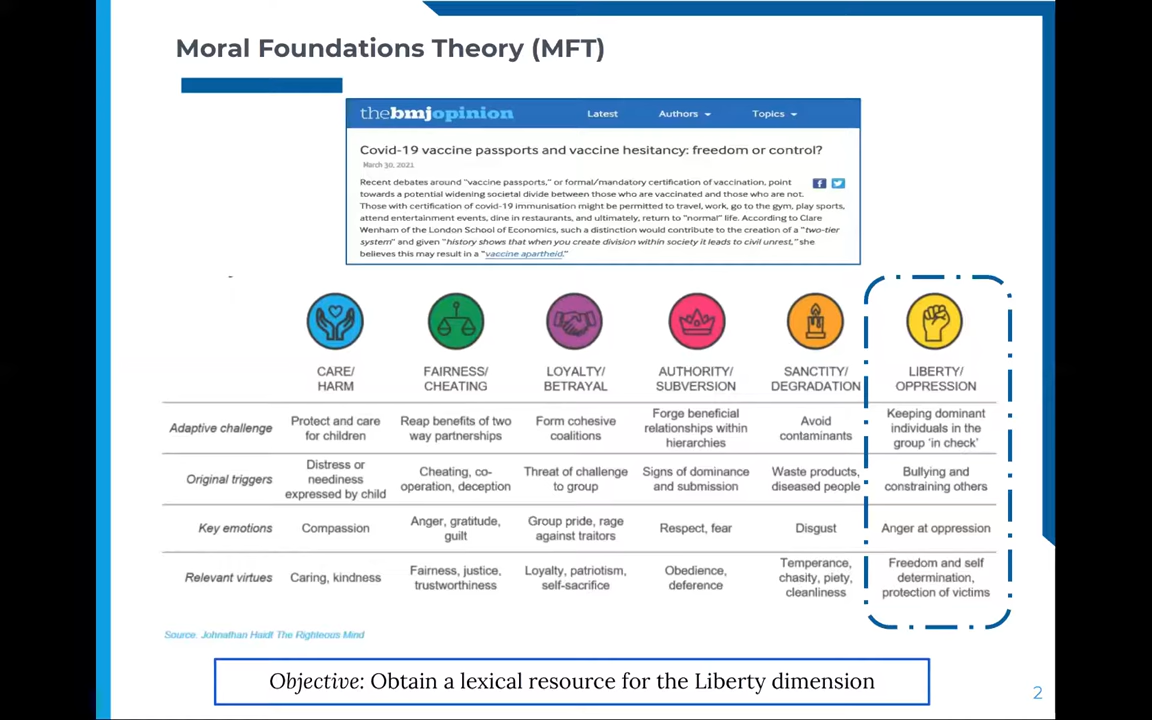 Moral Foundations Theory (MFT)
thebmjopinion
Latest
Authors
Topics
Covid-19 vaccine passports and vaccine hesitancy: freedom or control?
March 30, 2021
Recent debates around "vaccine passports," or formal/mandatory certification of vaccination, point
towards a potential widening societal divide between those who are vaccinated and those who are not.
Those with certification of covid-19 immunisation might be permitted to travel, work, go to the gym, play sports,
attend entertainment events, dine in restaurants, and ultimately, return to "normal" life. According to Clare
Wenham of the London School of Economics, such a distinction would contribute to the creation of a "two-tier
system" and given "history shows that when you create division within society it leads to civil unrest," she
believes this may result in a "vaccine apartheid."
CARE/
HARM
FAIRNESS/
CHEATING
LOYALTY/
BETRAYAL
AUTHORITY/
SUBVERSION
SANCTITY/
DEGRADATION
LIBERTY/
OPPRESSION
Adaptive challenge
Protect and care
for children
Reap benefits of two
way partnerships
Form cohesive
coalitions
Forge beneficial
relationships within
hierarchies
Avoid
contaminants
Keeping dominant
individuals in the
group 'in check'
Original triggers
Distress or
neediness
expressed by child
Cheating, co-
operation, deception
Threat of challenge
to group
Signs of dominance
and submission
Waste products,
diseased people
Bullying and
constraining others
Key emotions
Compassion
Anger, gratitude,
guilt
Group pride, rage
against traitors
Respect, fear
Disgust
Anger at oppression
Relevant virtues
Caring, kindness
Fairness, justice,
trustworthiness
Loyalty, patriotism,
self-sacrifice
Obedience,
deference
Temperance,
chasity, piety,
cleanliness
Freedom and self
determination,
protection of victims
Source. Johnathan Haidt The Righteous Mind
Objective: Obtain a lexical resource for the Liberty dimension
2